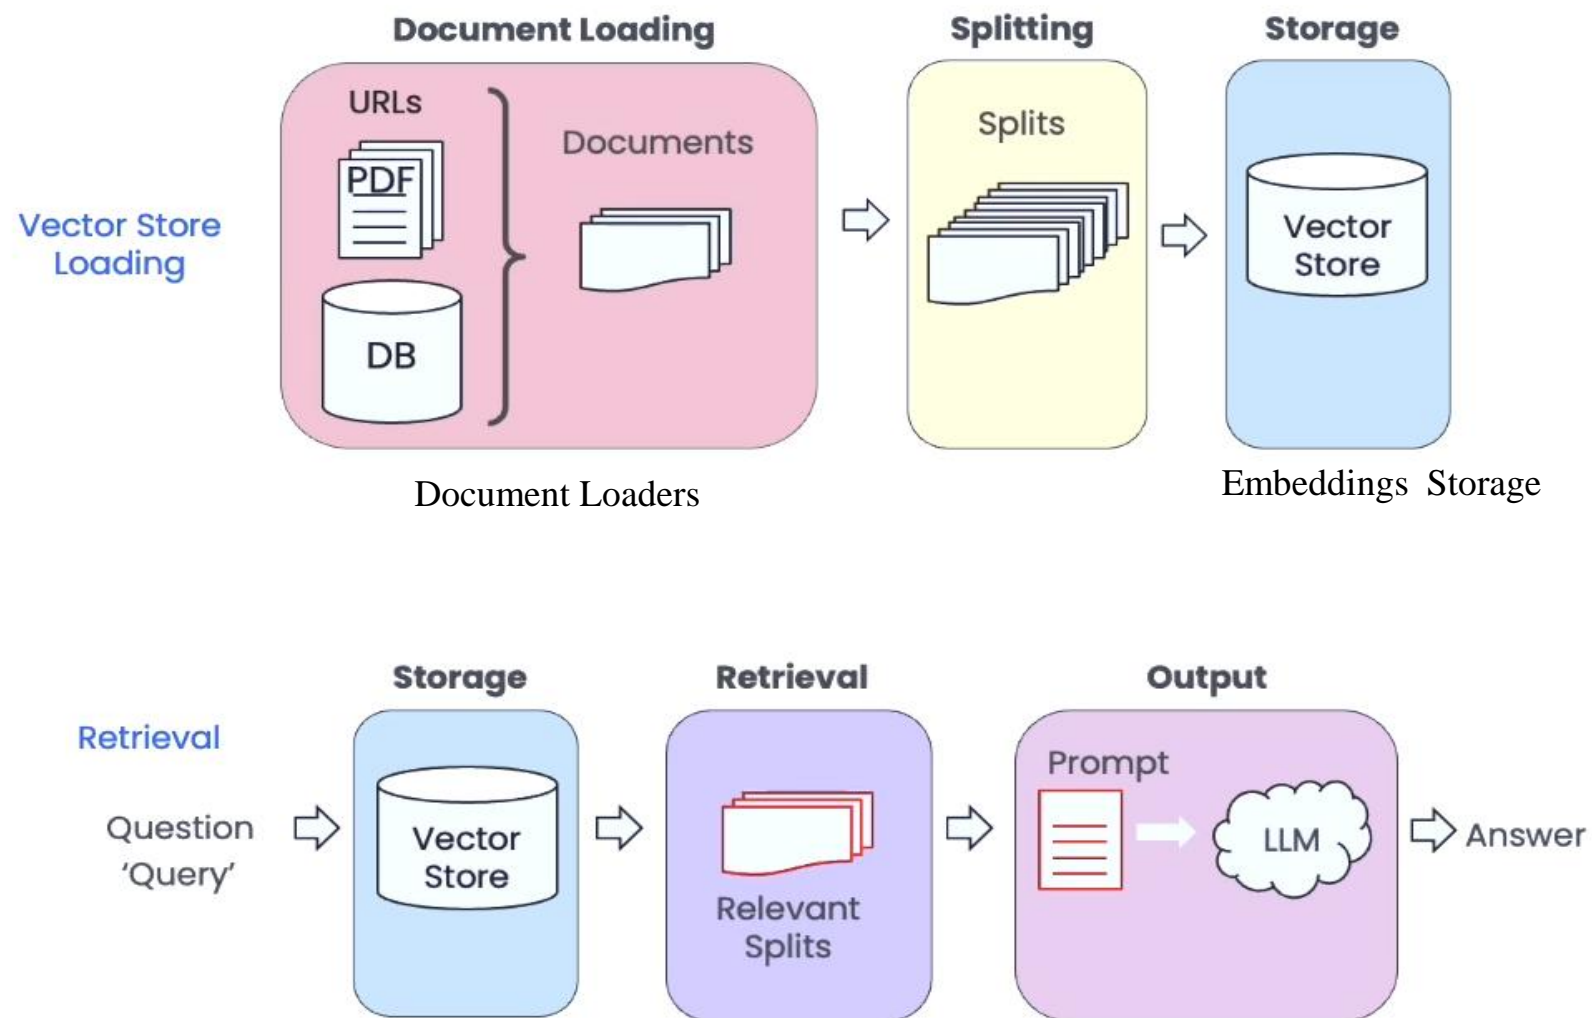 Document Loading
Splitting
Storage
URLs
PDF
DB
Documents
Splits
Vector
Store
Vector Store
Loading
Document Loaders
Embeddings Storage
Storage
Retrieval
Output
Retrieval
Question
'Query'
Vector
Store
Relevant
Splits
Prompt
LLM
Answer